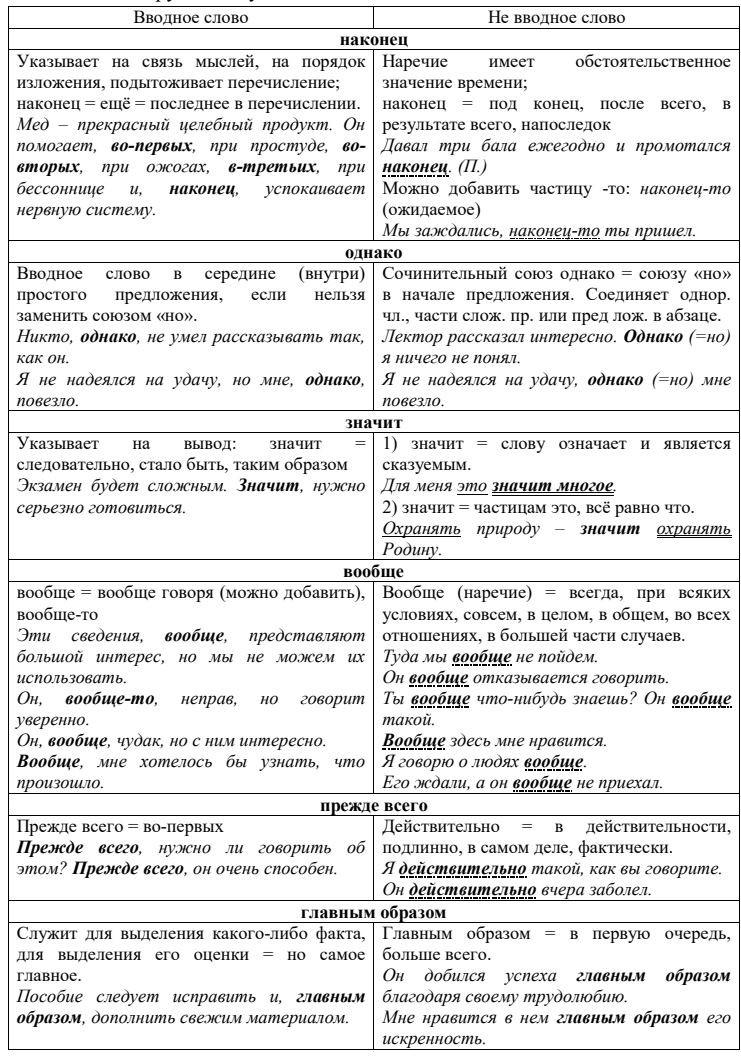 Вводное слово
Не вводное слово
наконец
Указывает на связь мыслей, на порядок
изложения, подытоживает перечисление;
наконец = ещё = последнее в перечислении.
Мед – прекрасный целебный продукт. Он
помогает, во-первых, при простуде, во-
вторых, при ожогах, в-третьих, при
бессоннице и, наконец, успокаивает
нервную систему.
Наречие имеет обстоятельственное
значение времени;
наконец = под конец, после всего, в
результате всего, напоследок
Давал три бала ежегодно и промотался
наконец. (П.)
Можно добавить частицу -то: наконец-то
(ожидаемое)
Мы заждались, наконец-то ты пришел.
однако
Вводное слово в середине (внутри)
простого предложения, если нельзя
заменить союзом «но».
Никто, однако, не умел рассказывать так,
как он.
Я не надеялся на удачу, но мне, однако,
повезло.
Сочинительный союз однако = союзу «но»
в начале предложения. Соединяет однор.
чл., части слож. пр. или пред лож. в абзаце.
Лектор рассказал интересно. Однако (=но)
я ничего не понял.
Я не надеялся на удачу, однако (=но) мне
повезло.
значит
Указывает на вывод: значит =
следовательно, стало быть, таким образом
Экзамен будет сложным. Значит, нужно
серьезно готовиться.
1) значит = слову означает и является
сказуемым.
Для меня это значит многое.
2) значит = частицам это, всё равно что.
Охранять природу – значит охранять
Родину.
вообще
вообще = вообще говоря (можно добавить),
вообще-то
Эти сведения, вообще, представляют
большой интерес, но мы не можем их
использовать.
Он, вообще-то, неправ, но говорит
уверенно.
Он, вообще, чудак, но с ним интересно.
Вообще, мне хотелось бы узнать, что
произошло.
Вообще (наречие) = всегда, при всяких
условиях, совсем, в целом, в общем, во всех
отношениях, в большей части случаев.
Туда мы вообще не пойдем.
Он вообще отказывается говорить.
Ты вообще что-нибудь знаешь? Он вообще
такой.
Вообще здесь мне нравится.
Я говорю о людях вообще.
Его ждали, а он вообще не приехал.
прежде всего
Прежде всего = во-первых
Прежде всего, нужно ли говорить об
этом? Прежде всего, он очень способен.
Действительно = в действительности,
подлинно, в самом деле, фактически.
Я действительно такой, как вы говорите.
Он действительно вчера заболел.
главным образом
Служит для выделения какого-либо факта,
для выделения его оценки = но самое
главное.
Пособие следует исправить и, главным
образом, дополнить свежим материалом.
Главным образом = в первую очередь,
больше всего.
Он добился успеха главным образом
благодаря своему трудолюбию.
Мне нравится в нем главным образом его
искренность.